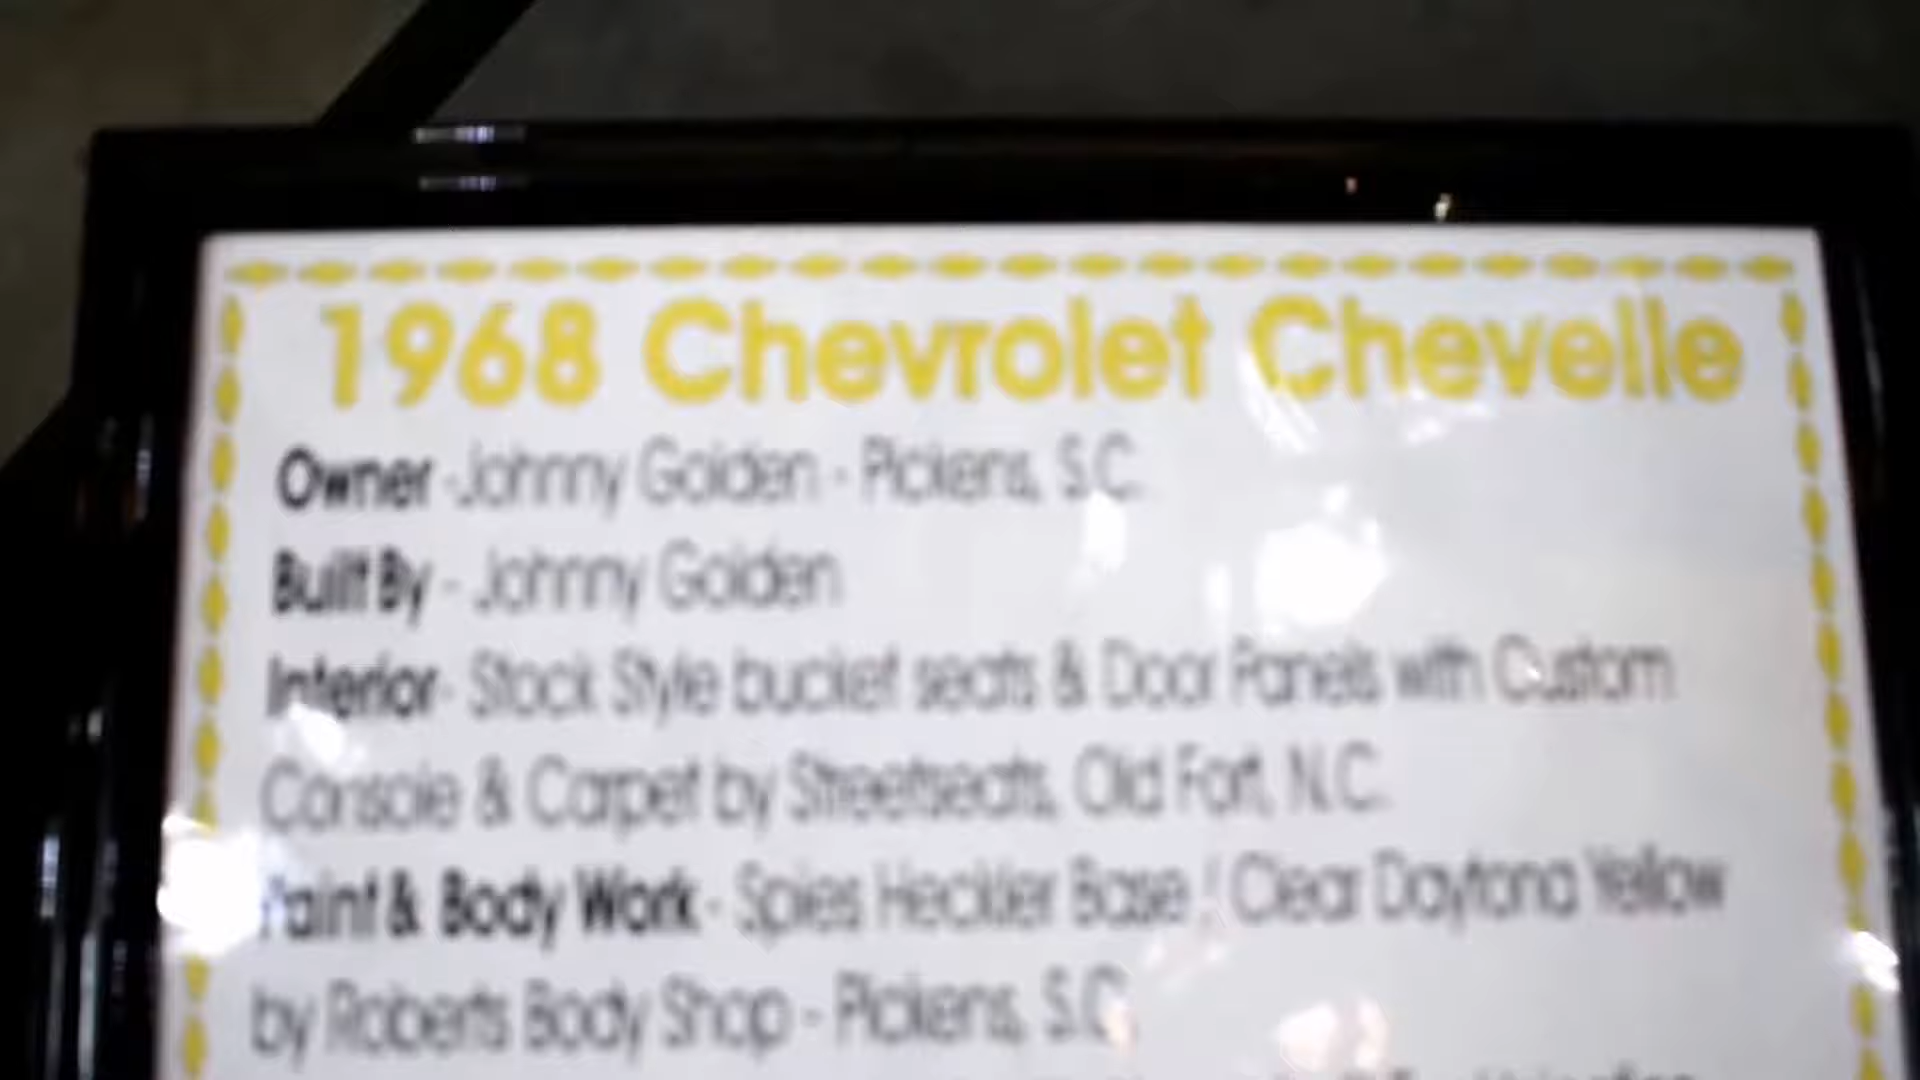 1968 Chevrolet Chevelle
Owner - Johnny Golden - Pickens, S.C.
Built By - Johnny Golden
Interior - Stock Style bucket seats & Door Panels with Custom
Console & Carpet by Streetseats, Old Fort, N.C.
Paint & Body Work - Spies Heckler Base / Clear Daytona Yellow
by Roberts Body Shop - Pickens, S.C.